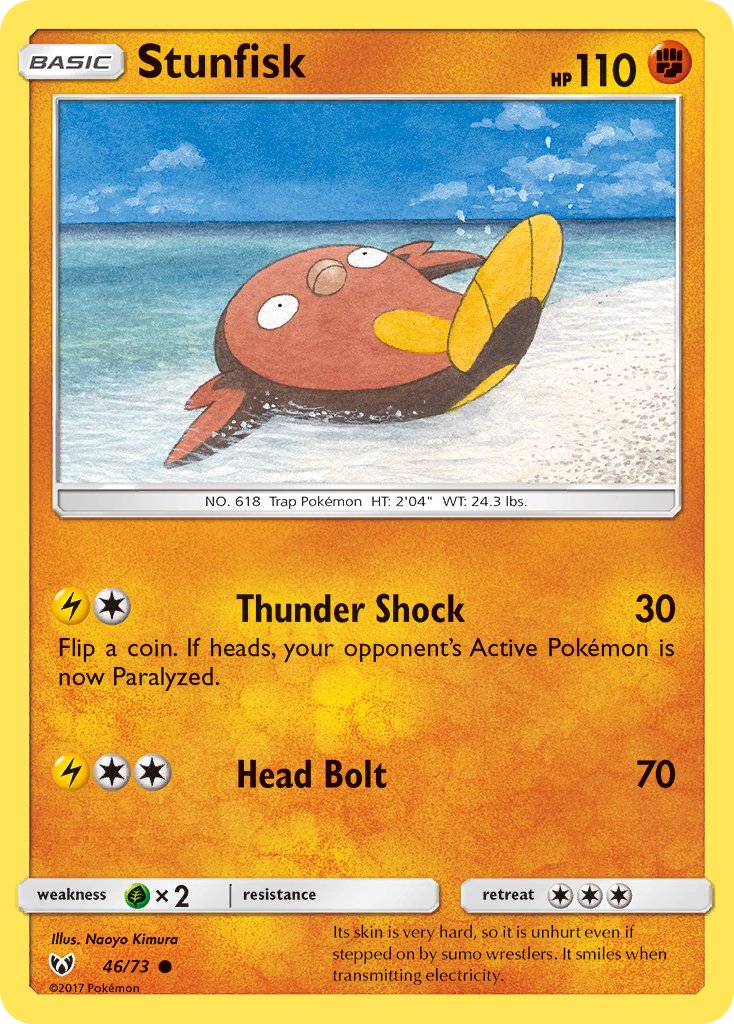 BASIC Stunfisk HP 110
NO. 618 Trap Pokémon HT: 2'04" WT: 24.3 lbs.
Thunder Shock 30
Flip a coin. If heads, your opponent's Active Pokémon is
now Paralyzed.
Head Bolt 70
weakness × 2 resistance retreat
Illus. Naoyo Kimura
46/73
©2017 Pokémon
Its skin is very hard, so it is unhurt even if
stepped on by sumo wrestlers. It smiles when
transmitting electricity.